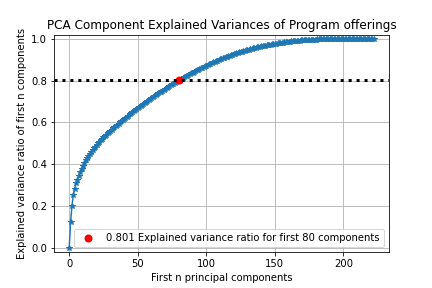 PCA Component Explained Variances of Program offerings
Explained variance ratio of first n components
1.0
0.8
0.6
0.4
0.2
0.0
0.801 Explained variance ratio for first 80 components
0 50 100 150 200
First n principal components